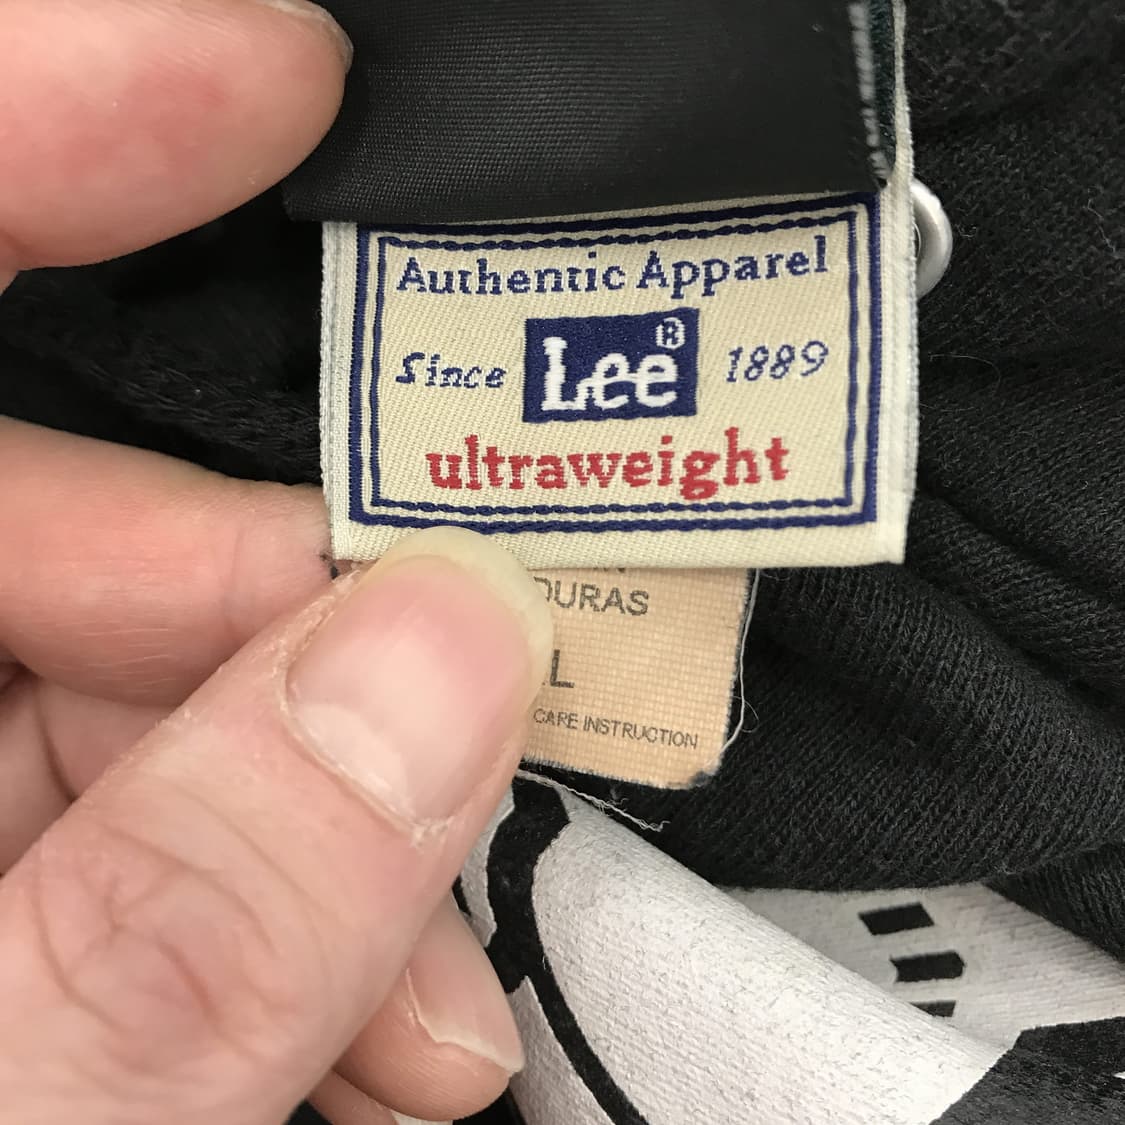 Authentic Apparel
Since Lee® 1889
ultraweight
DURAS
L
CARE INSTRUCTION